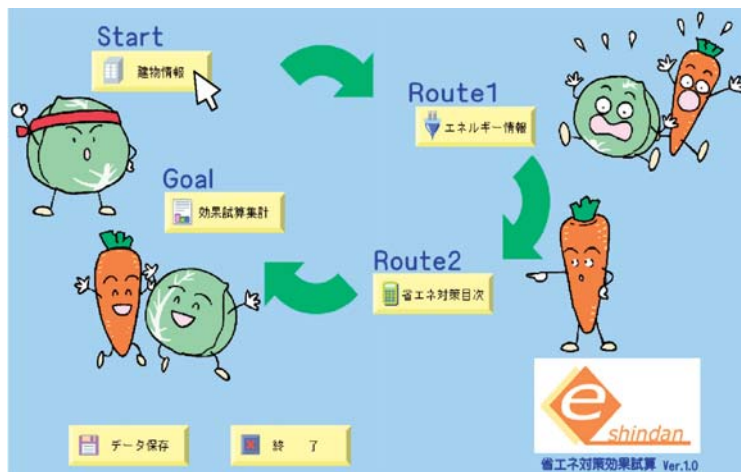 Start
建物情報
Route1
エネルギー情報
Goal
効果試算集計
Route2
省エネ対策目次
データ保存
終 了
e
shindan
省エネ対策効果試算 Ver.1.0